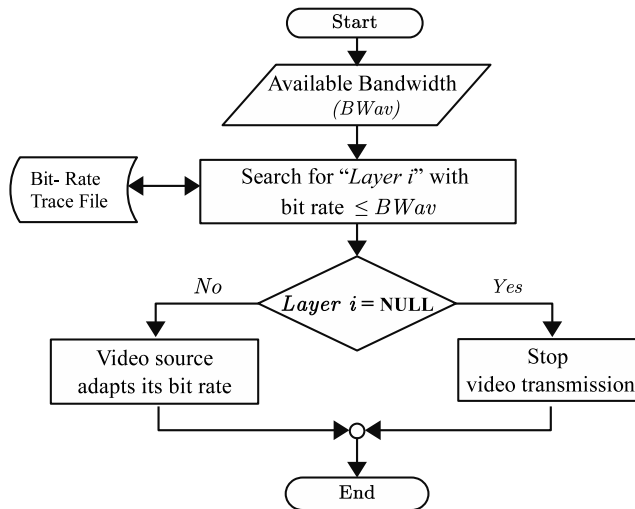 Start
Available Bandwidth
(BWav)
Bit- Rate
Trace File
Search for “Layer i” with
bit rate ≤ BWav
No
Layer i = NULL
Yes
Video source
adapts its bit rate
Stop
video transmission
End